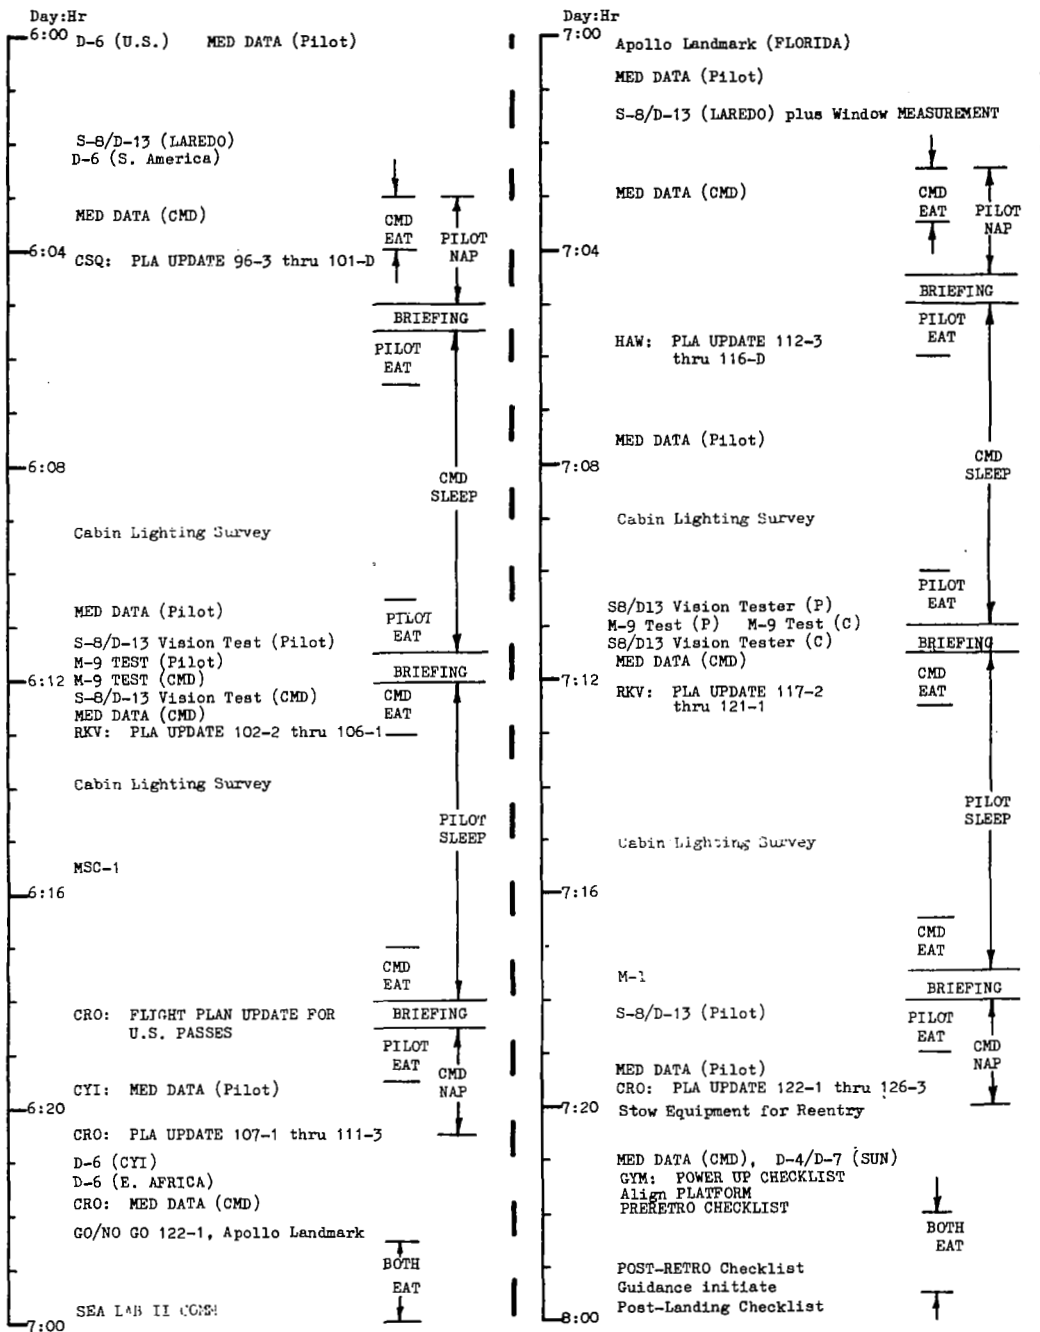 Day:Hr
6:00
D-6 (U.S.) MED DATA (Pilot)
S-8/D-13 (LAREDO)
D-6 (S. America)
MED DATA (CMD)
CMD
EAT
PILOT
NAP
6:04
CSQ: PLA UPDATE 96-3 thru 101-D
BRIEFING
PILOT
EAT
6:08
CMD
SLEEP
Cabin Lighting Survey
MED DATA (Pilot)
PILOT
EAT
S-8/D-13 Vision Test (Pilot)
M-9 TEST (Pilot)
BRIEFING
6:12
M-9 TEST (CMD)
S-8/D-13 Vision Test (CMD)
CMD
EAT
MED DATA (CMD)
RKV: PLA UPDATE 102-2 thru 106-1
Cabin Lighting Survey
PILOT
SLEEP
MSC-1
6:16
CMD
EAT
CRO: FLIGHT PLAN UPDATE FOR
U.S. PASSES
BRIEFING
PILOT
EAT
CMD
NAP
CYI: MED DATA (Pilot)
6:20
CRO: PLA UPDATE 107-1 thru 111-3
D-6 (CYI)
D-6 (E. AFRICA)
CRO: MED DATA (CMD)
GO/NO GO 122-1, Apollo Landmark
BOTH
EAT
SEA LAB II COMM
7:00
Day:Hr
7:00
Apollo Landmark (FLORIDA)
MED DATA (Pilot)
S-8/D-13 (LAREDO) plus Window MEASUREMENT
MED DATA (CMD)
CMD
EAT
PILOT
NAP
7:04
BRIEFING
PILOT
EAT
HAW: PLA UPDATE 112-3
thru 116-D
MED DATA (Pilot)
7:08
CMD
SLEEP
Cabin Lighting Survey
PILOT
EAT
S8/D13 Vision Tester (P)
M-9 Test (P) M-9 Test (C)
S8/D13 Vision Tester (C)
BRIEFING
MED DATA (CMD)
7:12
CMD
EAT
RKV: PLA UPDATE 117-2
thru 121-1
PILOT
SLEEP
Cabin Lighting Survey
7:16
CMD
EAT
M-1
BRIEFING
S-8/D-13 (Pilot)
PILOT
EAT
CMD
NAP
MED DATA (Pilot)
CRO: PLA UPDATE 122-1 thru 126-3
7:20
Stow Equipment for Reentry
MED DATA (CMD), D-4/D-7 (SUN)
GYM: POWER UP CHECKLIST
Align PLATFORM
PRERETRO CHECKLIST
BOTH
EAT
POST-RETRO Checklist
Guidance initiate
Post-Landing Checklist
8:00